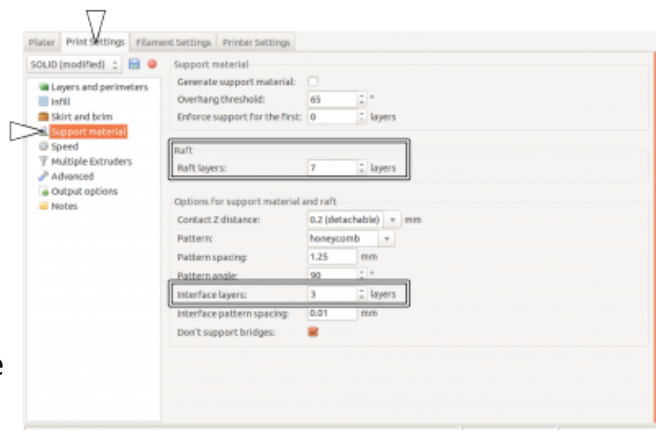 Plater Print Settings Filament Settings Printer Settings
SOLID (modified)
Layers and perimeters
Infill
Skirt and brim
Support material
Speed
Multiple Extruders
Advanced
Output options
Notes
Support material
Generate support material:
Overhang threshold: 65 °
Enforce support for the first: 0 layers
Raft
Raft layers: 7 layers
Options for support material and raft
Contact Z distance: 0.2 (detachable) mm
Pattern: honeycomb
Pattern spacing: 1.25 mm
Pattern angle: 90 °
Interface layers: 3 layers
Interface pattern spacing: 0.01 mm
Don't support bridges:
e